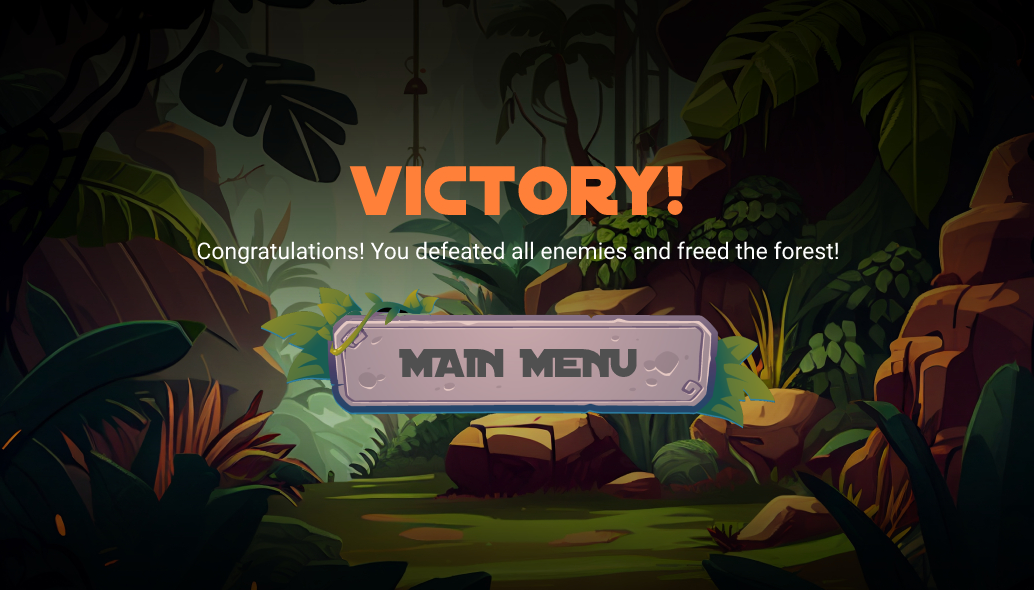 VICTORY!
Congratulations! You defeated all enemies and freed the forest!
MAIN MENU